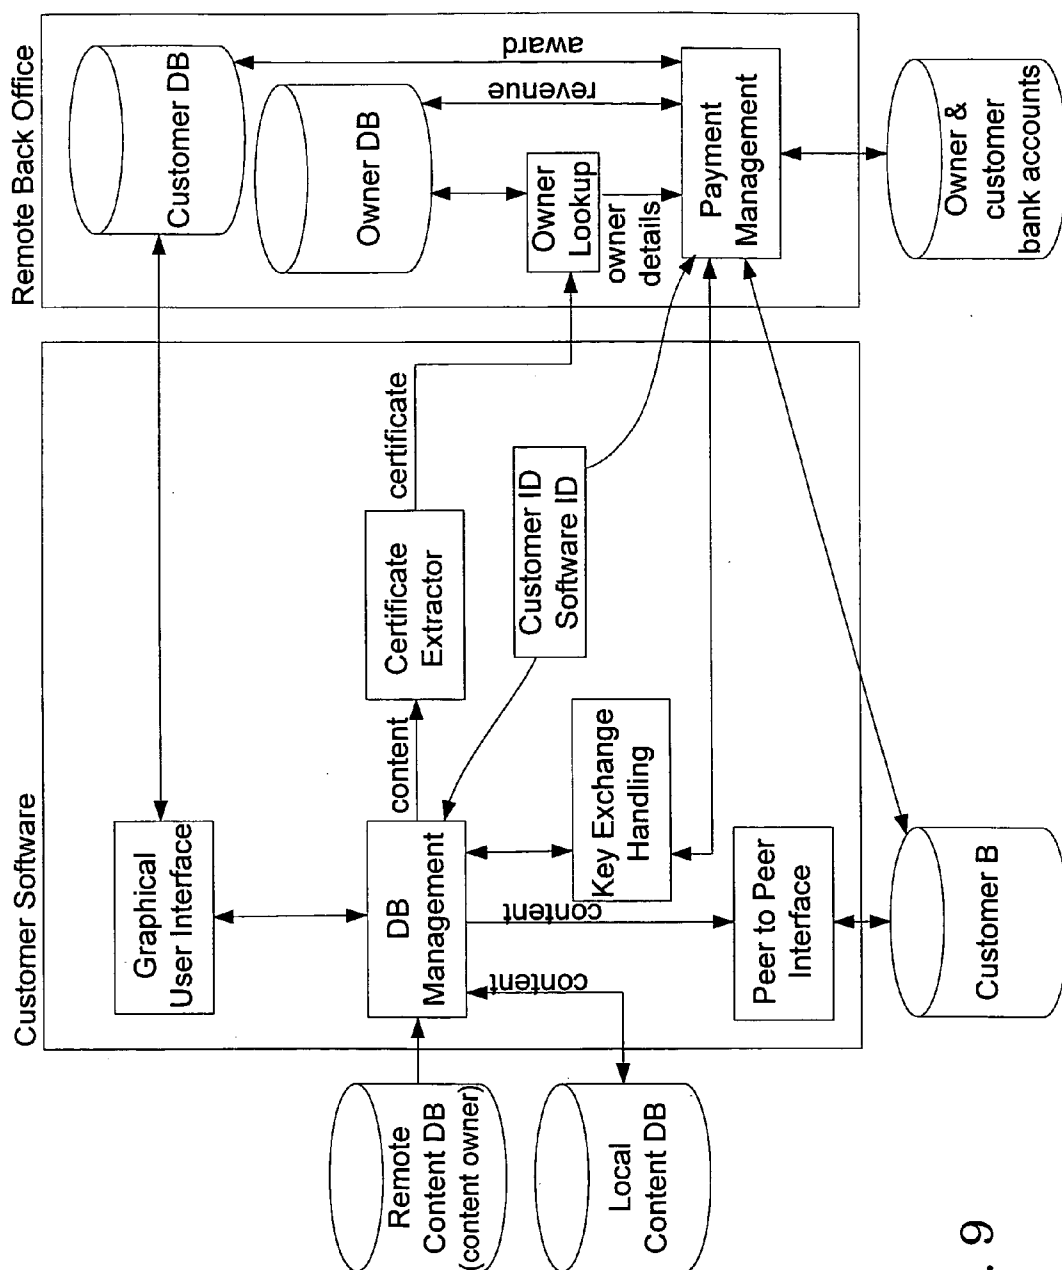 Customer Software
Remote Back Office
Graphical
User Interface
Customer DB
Owner DB
award
revenue
Remote
Content DB
(content owner)
DB
Management
content
Certificate
Extractor
certificate
Owner
Lookup
owner
details
Customer ID
Software ID
Key Exchange
Handling
content
content
Local
Content DB
Peer to Peer
Interface
Payment
Management
Customer B
Owner &
customer
bank accounts
. 9